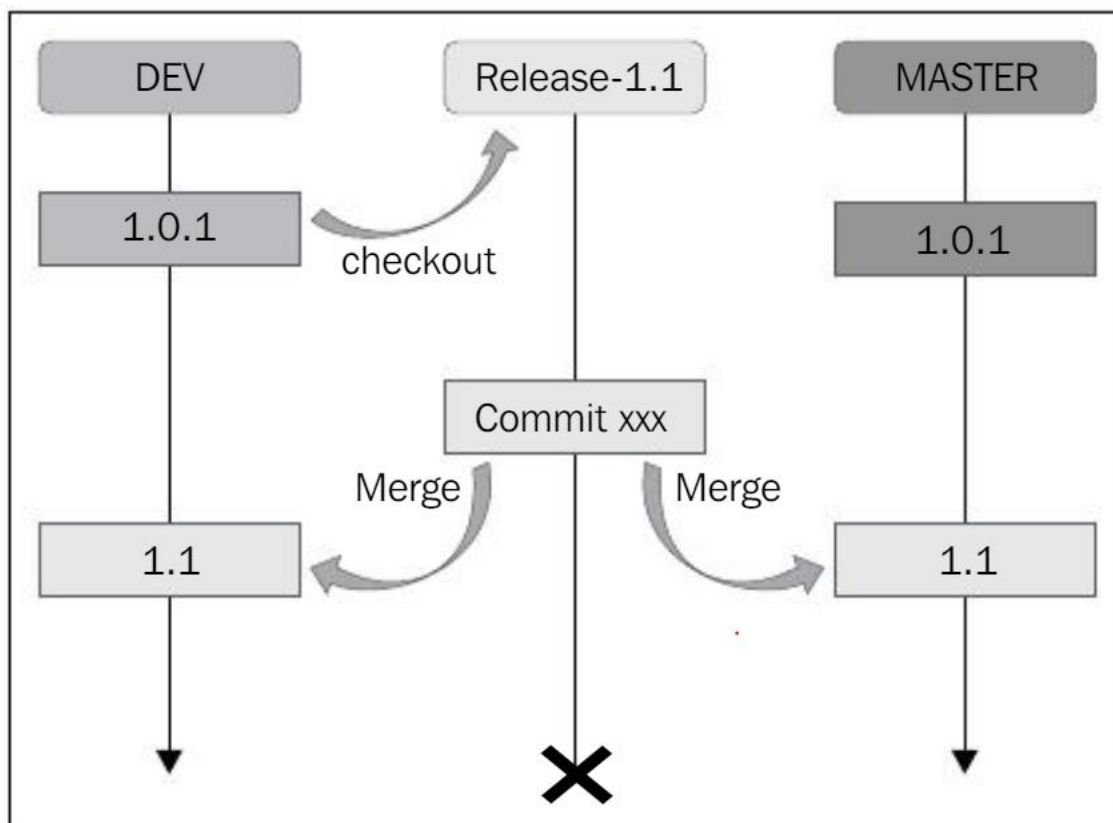 DEV
Release-1.1
MASTER
1.0.1
checkout
1.0.1
Commit xxx
Merge
Merge
1.1
1.1